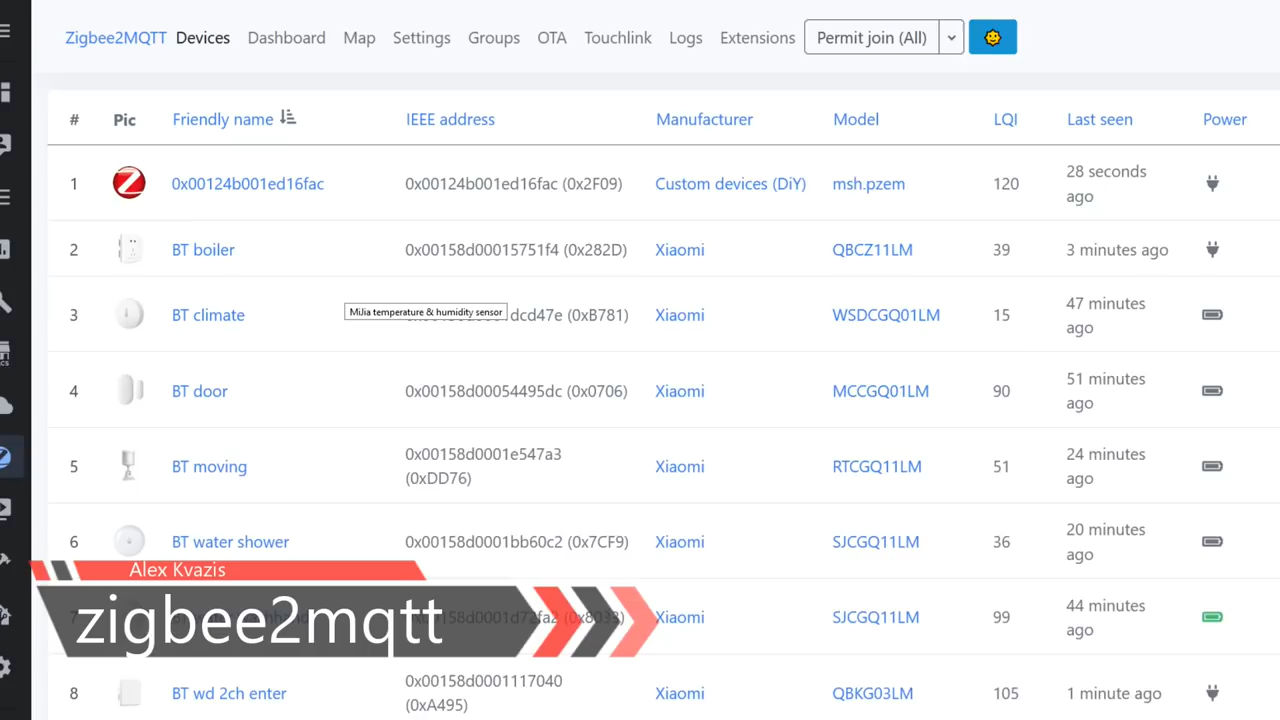 Zigbee2MQTT Devices Dashboard Map Settings Groups OTA Touchlink Logs Extensions Permit join (All)
# Pic Friendly name IEEE address Manufacturer Model LQI Last seen Power
1 0x00124b001ed16fac 0x00124b001ed16fac (0x2F09) Custom devices (DiY) msh.pzem 120 28 seconds
ago
2 BT boiler 0x00158d00015751f4 (0x282D) Xiaomi QBCZ11LM 39 3 minutes ago
MiJia temperature & humidity sensor
3 BT climate dcd47e (0xB781) Xiaomi WSDCGQ01LM 15 47 minutes
ago
4 BT door 0x00158d00054495dc (0x0706) Xiaomi MCCGQ01LM 90 51 minutes
ago
5 BT moving 0x00158d0001e547a3
(0xDD76) Xiaomi RTCGQ11LM 51 24 minutes
ago
6 BT water shower 0x00158d0001bb60c2 (0x7CF9) Xiaomi SJCGQ11LM 36 20 minutes
ago
Alex Kvazis
zigbee2mqtt
7 Xiaomi SJCGQ11LM 99 44 minutes
ago
8 BT wd 2ch enter 0x00158d0001117040
(0xA495) Xiaomi QBKG03LM 105 1 minute ago